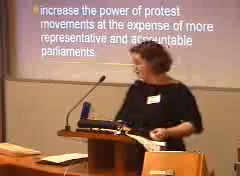 increase the power of protest
movements at the expense of more
representative and accountable
parliaments.